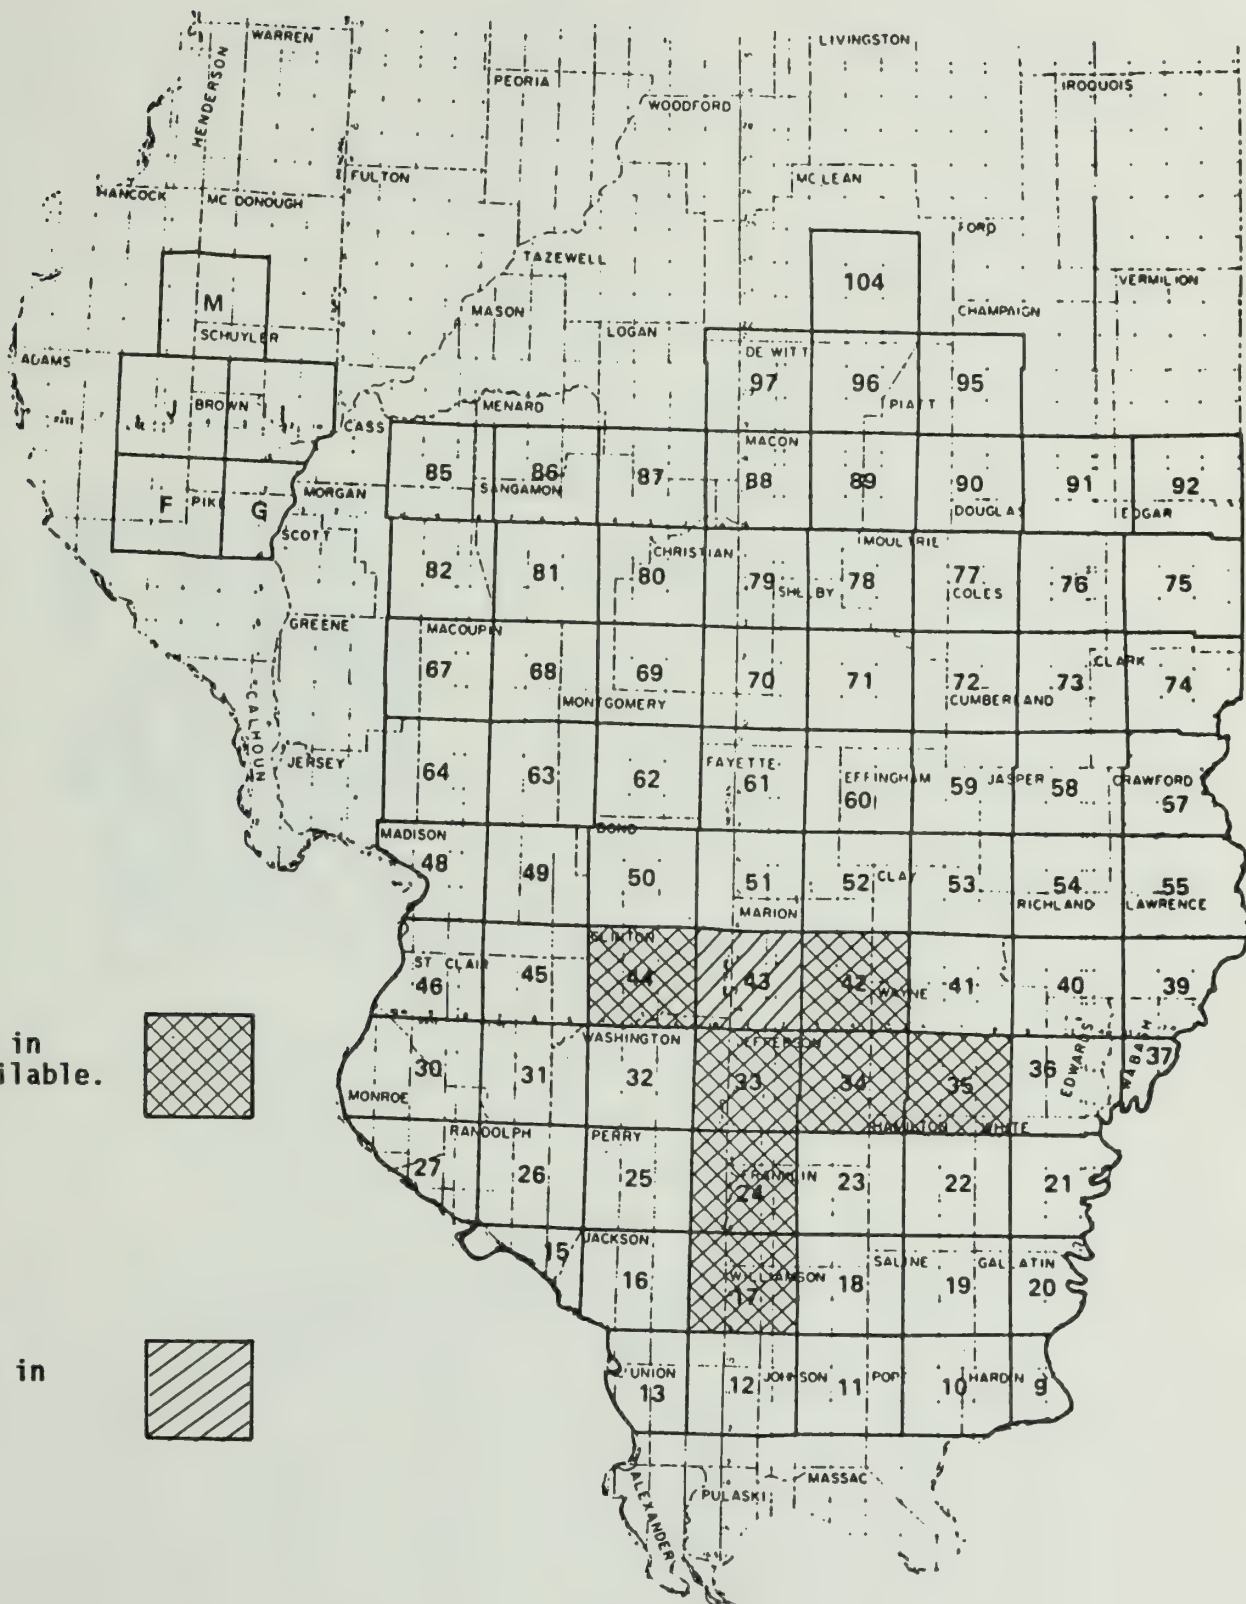 WARREN
LIVINGSTON
HENDERSON
PEORIA
IROQUOIS
WOODFORD
FULTON
MC LEAN
HANCOCK
MC DONOUGH
FORD
TAZEWELL
104
VERMILION
M
MASON
CHAMPAIGN
SCHUYLER
LOGAN
ADAMS
DE WITT
97
96
95
J
BROWN
I
MENARD
PIATT
CASS
MACON
85
86
87
88
89
90
91
92
SANGAMON
F
PIKE
G
MORGAN
DOUGLAS
EDGAR
SCOTT
CHRISTIAN
MOULTRIE
82
81
80
79
SHELBY
78
77
COLES
76
75
GREENE
MACOUPIN
CLARK
67
68
69
70
71
72
73
74
MONTGOMERY
CUMBERLAND
CALHOUN
JERSEY
FAYETTE
64
63
62
61
EFFINGHAM
60
59
JASPER
58
CRAWFORD
57
MADISON
BOND
48
49
50
51
52
CLAY
53
54
55
MARION
RICHLAND
LAWRENCE
CLINTON
ST CLAIR
46
45
44
43
42
WAYNE
41
40
39
in
ilable.
WASHINGTON
JEFFERSON
EDWARDS
WABASH
30
31
32
33
34
35
36
37
MONROE
RANDOLPH
PERRY
HAMILTON
WHITE
27
26
25
FRANKLIN
24
23
22
21
15
JACKSON
SALINE
GALLATIN
16
WILLIAMSON
17
18
19
20
in
UNION
13
12
JOHNSON
11
POPE
10
HARDIN
9
MASSAC
PULASKI
ALEXANDER